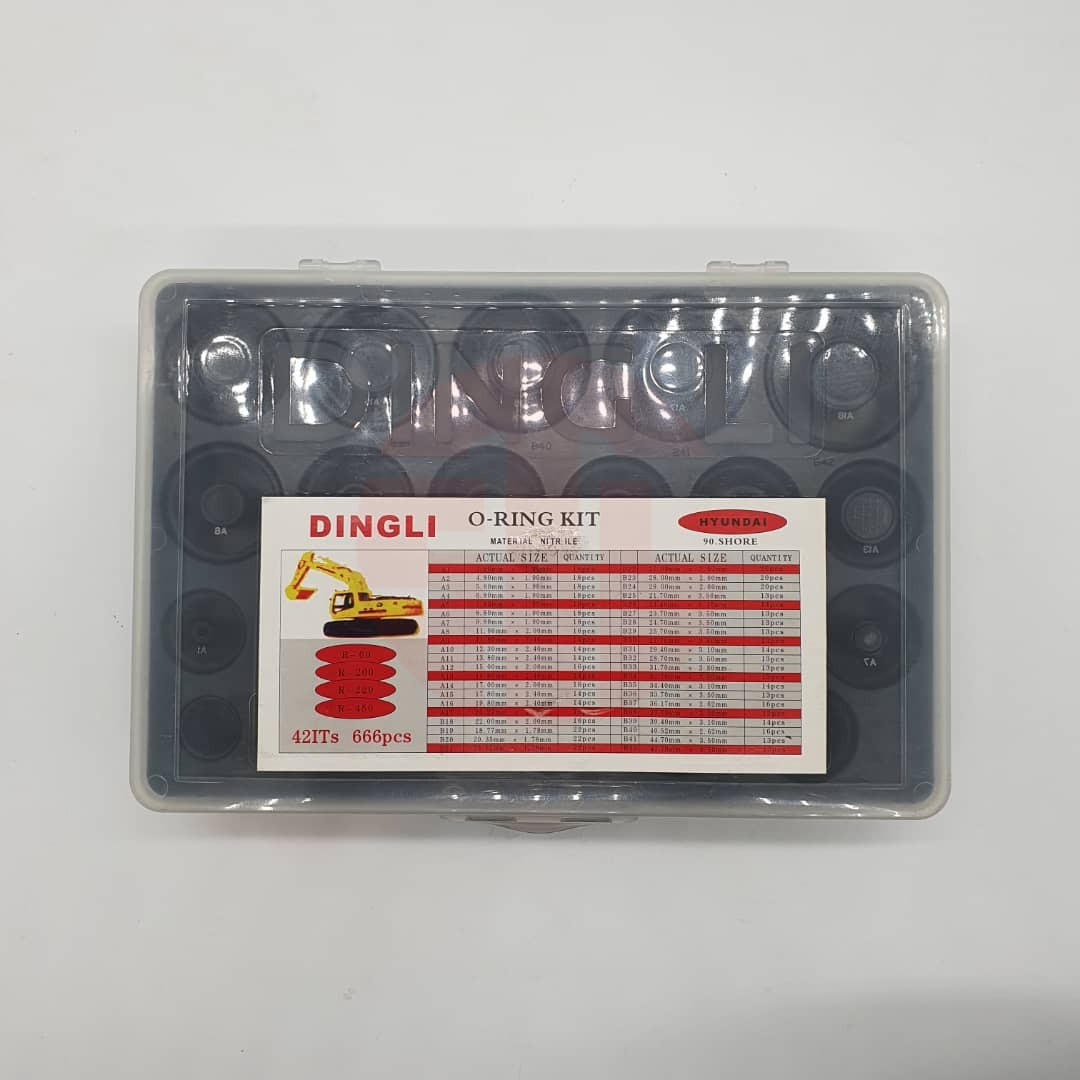 DINGLI
A18
B40
B41
B42
A8
A13
A1
A7
DINGLI O-RING KIT HYUNDAI
MATERIAL NITRILE 90.SHORE
ACTUAL SIZE QUANTITY ACTUAL SIZE QUANTITY
A2 4.90mm × 1.90mm 18pcs B23 28.00mm × 2.00mm 20pcs
A3 5.90mm × 1.90mm 18pcs B24 29.00mm × 2.00mm 20pcs
A4 6.90mm × 1.90mm 18pcs B25 21.70mm × 3.50mm 13pcs
A6 8.90mm × 1.90mm 18pcs B27 23.70mm × 3.50mm 13pcs
A7 9.90mm × 1.90mm 18pcs B28 24.70mm × 3.50mm 13pcs
A8 11.00mm × 2.00mm 16pcs B29 25.70mm × 3.50mm 13pcs
A10 12.30mm × 2.40mm 14pcs B31 29.40mm × 3.10mm 14pcs
A11 13.80mm × 2.40mm 14pcs B32 28.70mm × 3.50mm 13pcs
A12 15.00mm × 2.00mm 16pcs B33 31.70mm × 13pcs
A14 17.00mm × 2.00mm 16pcs B35 34.40mm × 3.10mm 14pcs
A15 17.80mm × 2.40mm 14pcs B36 33.70mm × 3.50mm 13pcs
A16 19.80mm × 2.40mm 14pcs B37 36.17mm × 2.62mm 16pcs
B18 22.00mm × 2.00mm 16pcs B39 39.40mm × 3.10mm 14pcs
B19 18.77mm × 1.78mm 22pcs B40 40.52mm × 2.62mm 16pcs
B20 20.35mm × 1.78mm 22pcs B41 44.70mm × 3.50mm 13pcs
R-60
R-200
R-220
R-450
42ITs 666pcs